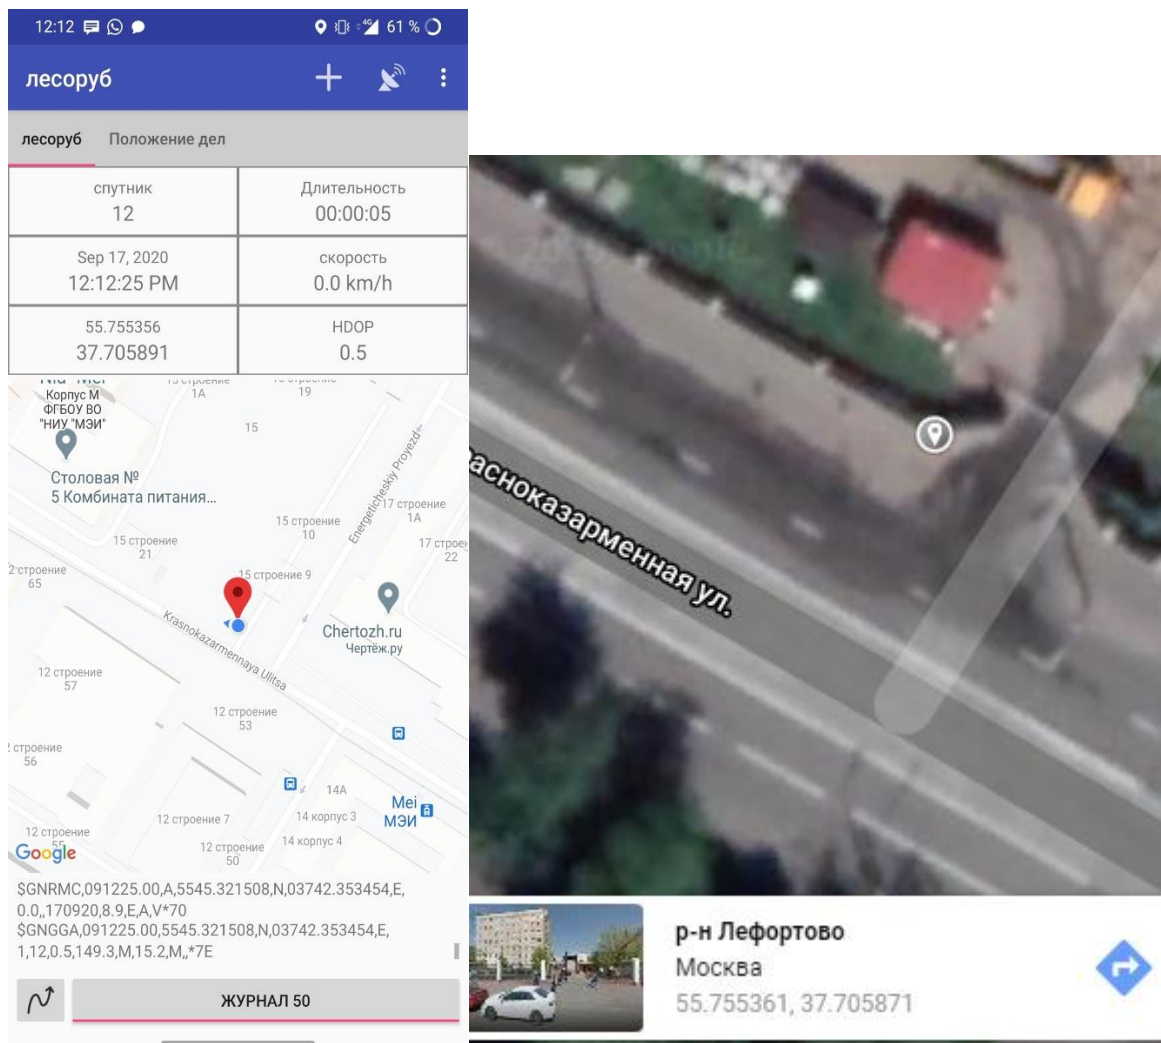 12:12
4G
61 %
лесоруб
лесоруб Положение дел
спутник
12
Длительность
00:00:05
Sep 17, 2020
12:12:25 PM
скорость
0.0 km/h
55.755356
37.705891
HDOP
0.5
Корпус М
ФГБОУ ВО
"НИУ "МЭИ"
Столовая №
5 Комбината питания...
1А
19
15
Energeticheskiy Proyezd
17 строение
1А
15 строение
10
15 строение
21
22
65
15 строение 9
Chertozh.ru
Чертёж.ру
Krasnokazarmennaya Ulitsa
12 строение
57
12 строение
53
56
14А
Mei
МЭИ
12 строение 7
14 корпус 3
12 строение
55
12 строение
50
14 корпус 4
Google
$GNRMC,091225.00,A,5545.321508,N,03742.353454,E,
0.0,,170920,8.9,E,A,V*70
$GNGGA,091225.00,5545.321508,N,03742.353454,E,
1,12,0.5,149.3,M,15.2,M,,*7E
ЖУРНАЛ 50
расноказарменная ул.
р-н Лефортово
Москва
55.755361, 37.705871